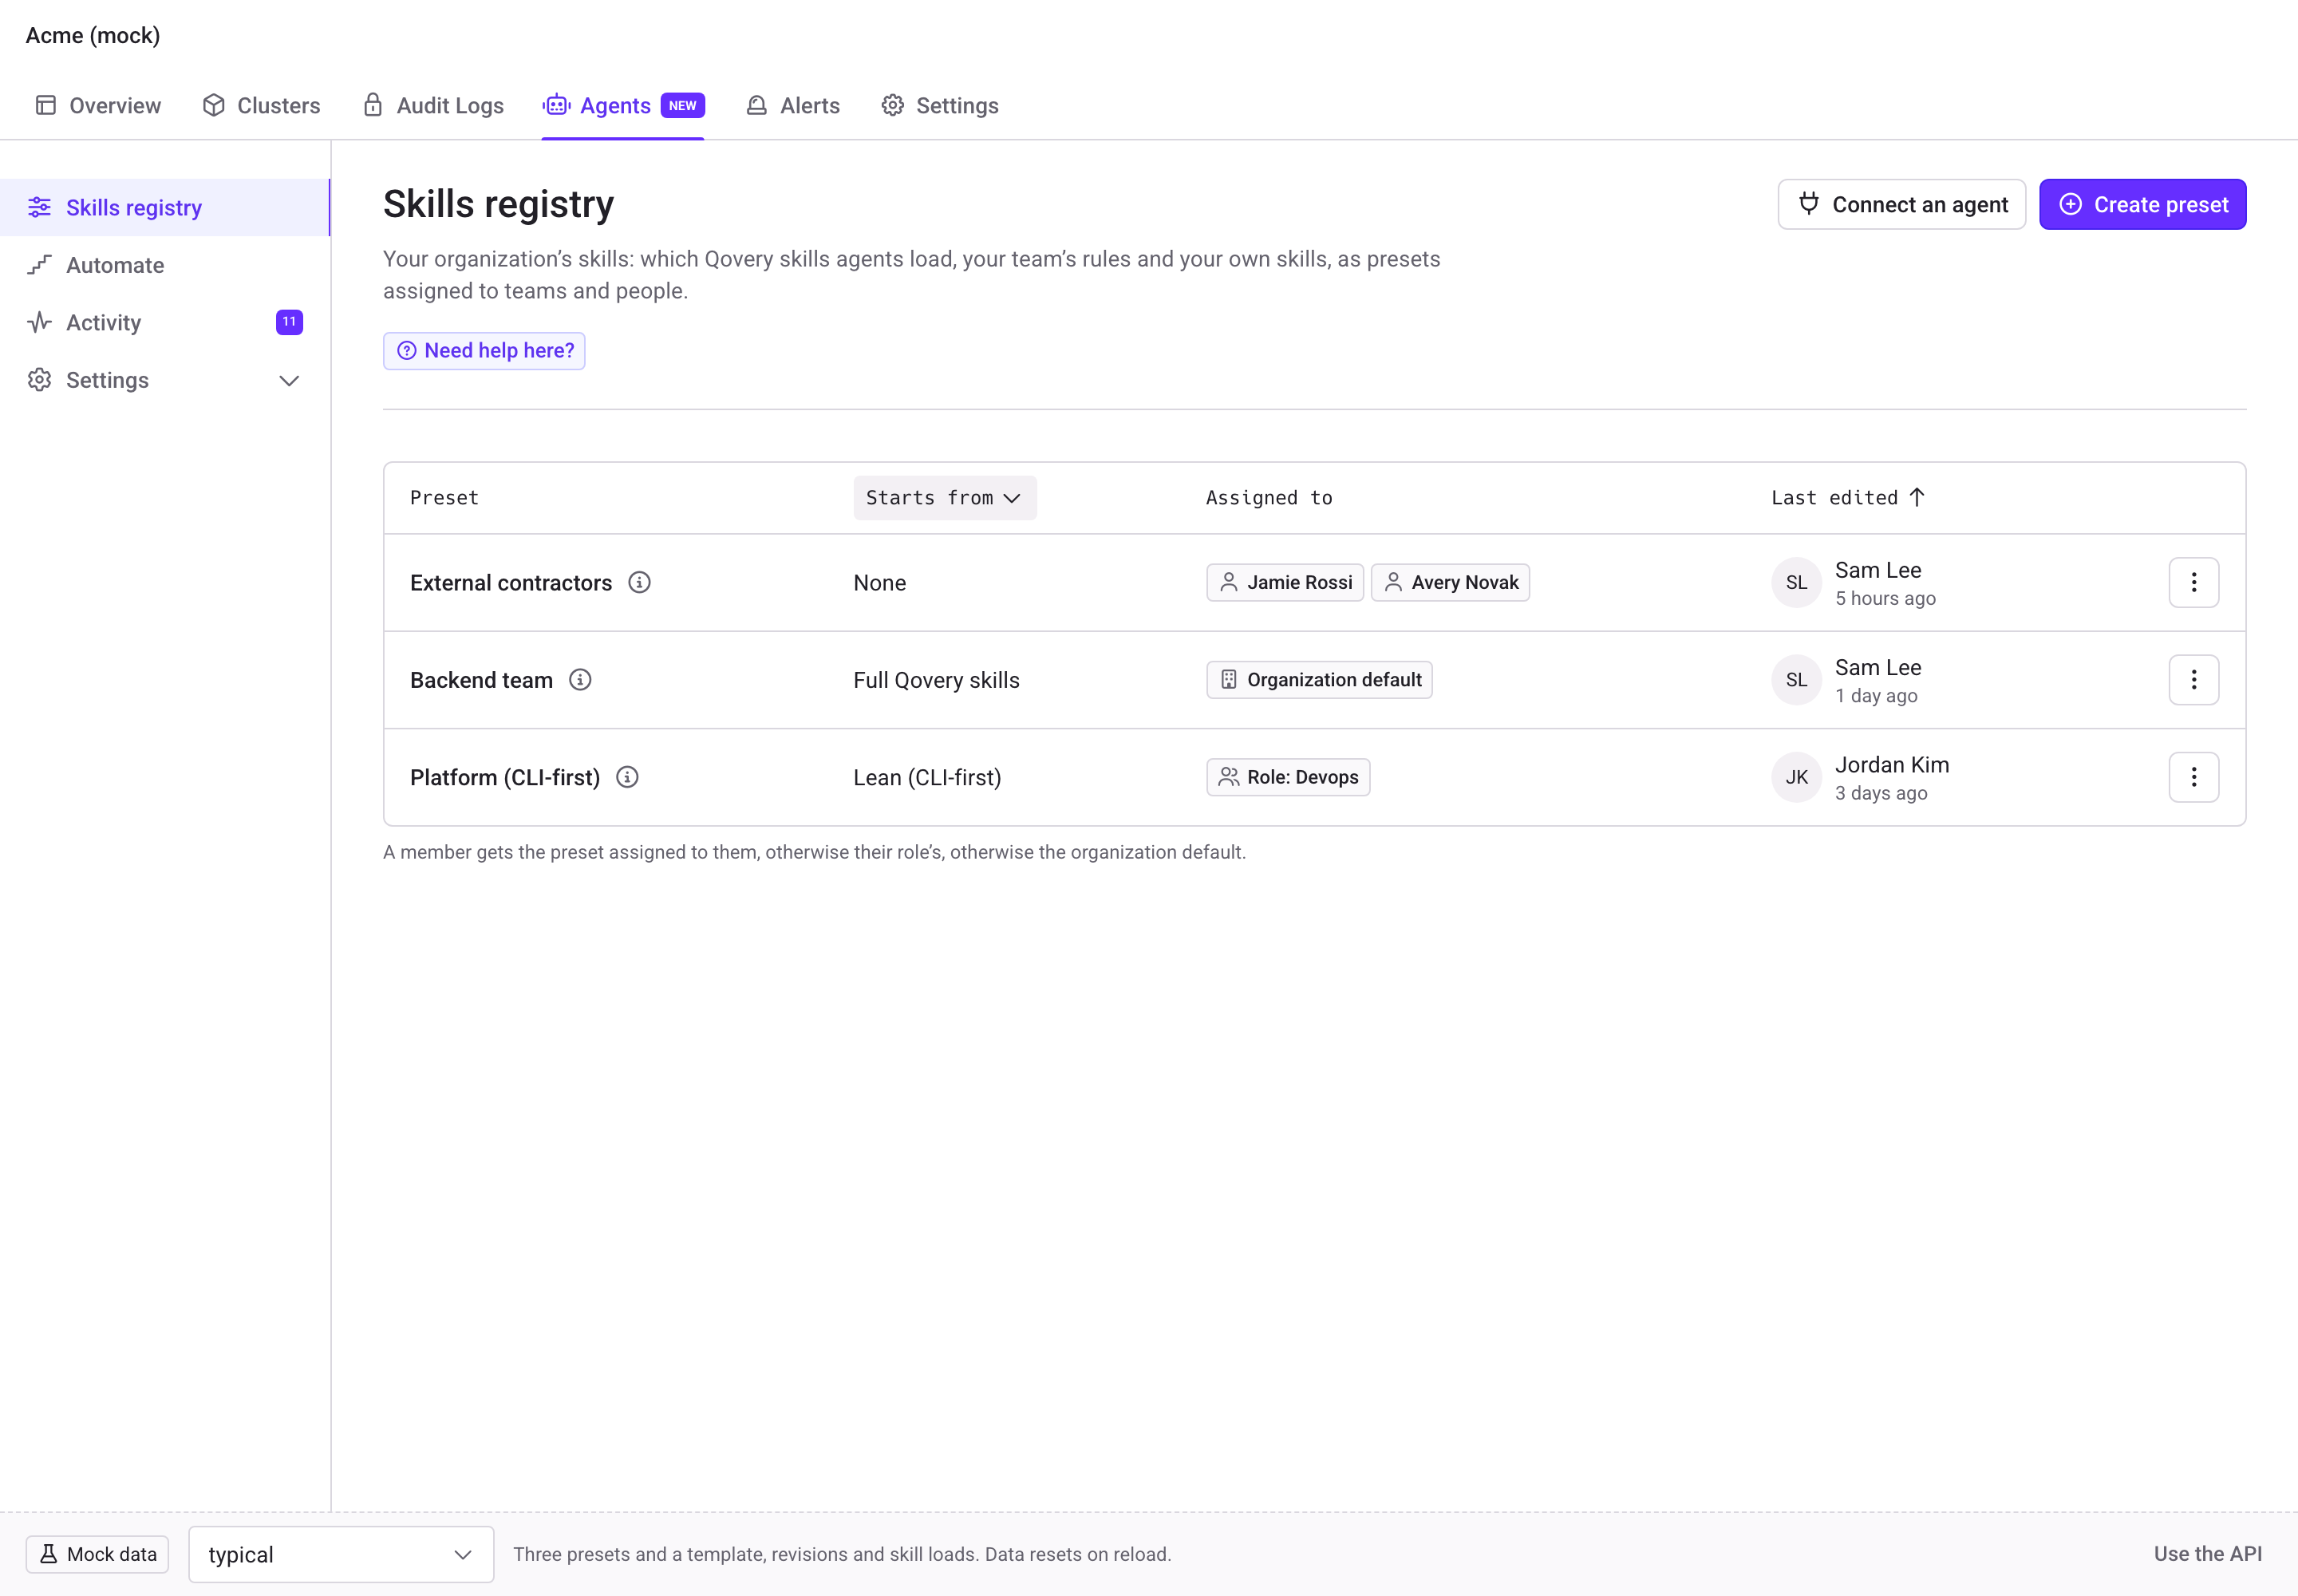 Acme (mock)
Overview
Clusters
Audit Logs
Agents NEW
Alerts
Settings
Skills registry
Automate
Activity 11
Settings
Skills registry
Connect an agent
Create preset
Your organization’s skills: which Qovery skills agents load, your team’s rules and your own skills, as presets
assigned to teams and people.
Need help here?
Preset
Starts from
Assigned to
Last edited
External contractors
None
Jamie Rossi
Avery Novak
SL
Sam Lee
5 hours ago
Backend team
Full Qovery skills
Organization default
SL
Sam Lee
1 day ago
Platform (CLI-first)
Lean (CLI-first)
Role: Devops
JK
Jordan Kim
3 days ago
A member gets the preset assigned to them, otherwise their role’s, otherwise the organization default.
Mock data
typical
Three presets and a template, revisions and skill loads. Data resets on reload.
Use the API